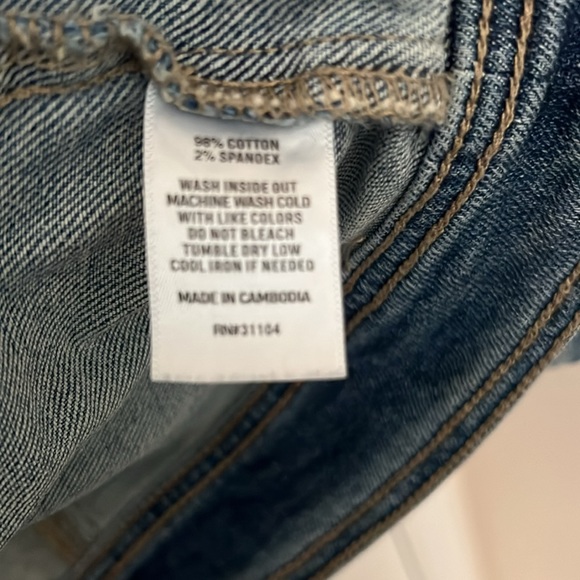 98% COTTON
2% SPANDEX
WASH INSIDE OUT
MACHINE WASH COLD
WITH LIKE COLORS
DO NOT BLEACH
TUMBLE DRY LOW
COOL IRON IF NEEDED
MADE IN CAMBODIA
RN#31104